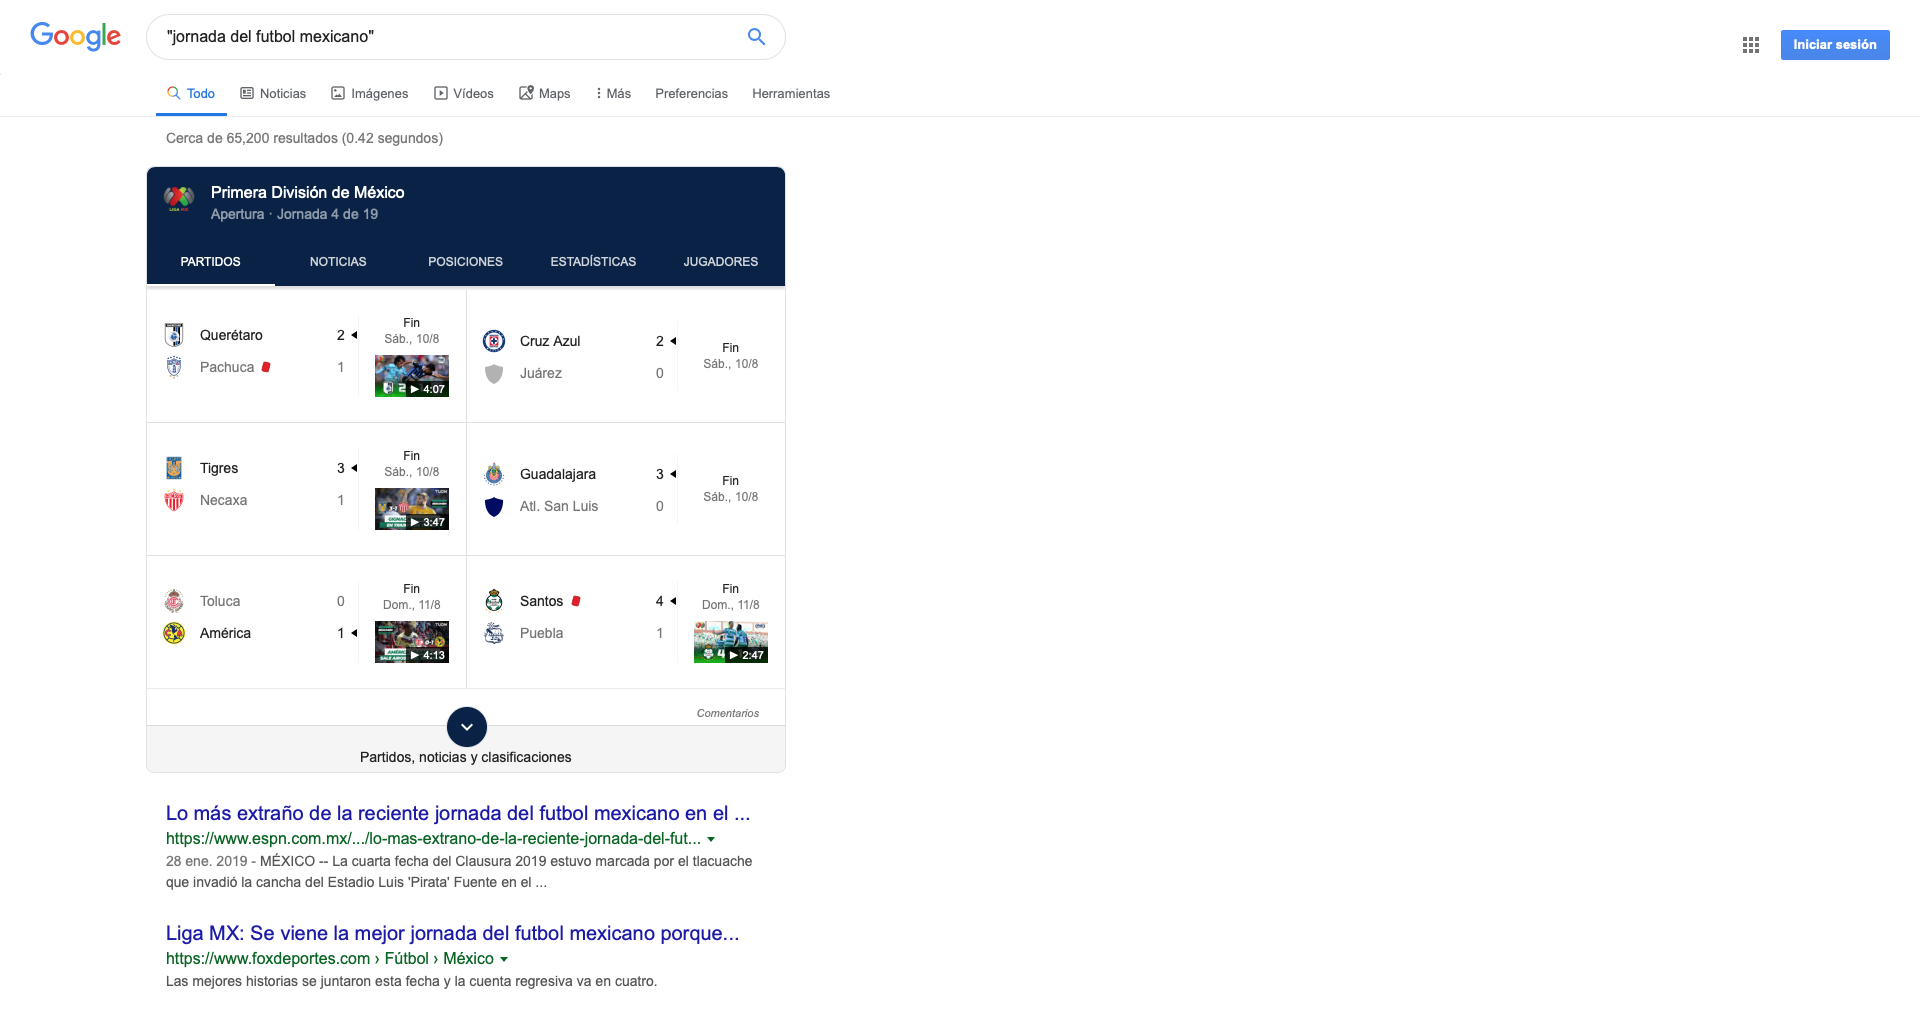 Google
"jornada del futbol mexicano"
Iniciar sesión
Todo
Noticias
Imágenes
Vídeos
Maps
Más
Preferencias
Herramientas
Cerca de 65,200 resultados (0.42 segundos)
LIGA MX
Primera División de México
Apertura · Jornada 4 de 19
PARTIDOS
NOTICIAS
POSICIONES
ESTADÍSTICAS
JUGADORES
Querétaro 2
Pachuca 1
Fin
Sáb., 10/8
4:07
Cruz Azul 2
Juárez 0
Fin
Sáb., 10/8
Tigres 3
Necaxa 1
Fin
Sáb., 10/8
3:47
Guadalajara 3
Atl. San Luis 0
Fin
Sáb., 10/8
Toluca 0
América 1
Fin
Dom., 11/8
4:13
Santos 4
Puebla 1
Fin
Dom., 11/8
2:47
Comentarios
Partidos, noticias y clasificaciones
Lo más extraño de la reciente jornada del futbol mexicano en el ...
https://www.espn.com.mx/.../lo-mas-extrano-de-la-reciente-jornada-del-fut...
28 ene. 2019 - MÉXICO -- La cuarta fecha del Clausura 2019 estuvo marcada por el tlacuache
que invadió la cancha del Estadio Luis 'Pirata' Fuente en el ...
Liga MX: Se viene la mejor jornada del futbol mexicano porque...
https://www.foxdeportes.com › Fútbol › México
Las mejores historias se juntaron esta fecha y la cuenta regresiva va en cuatro.